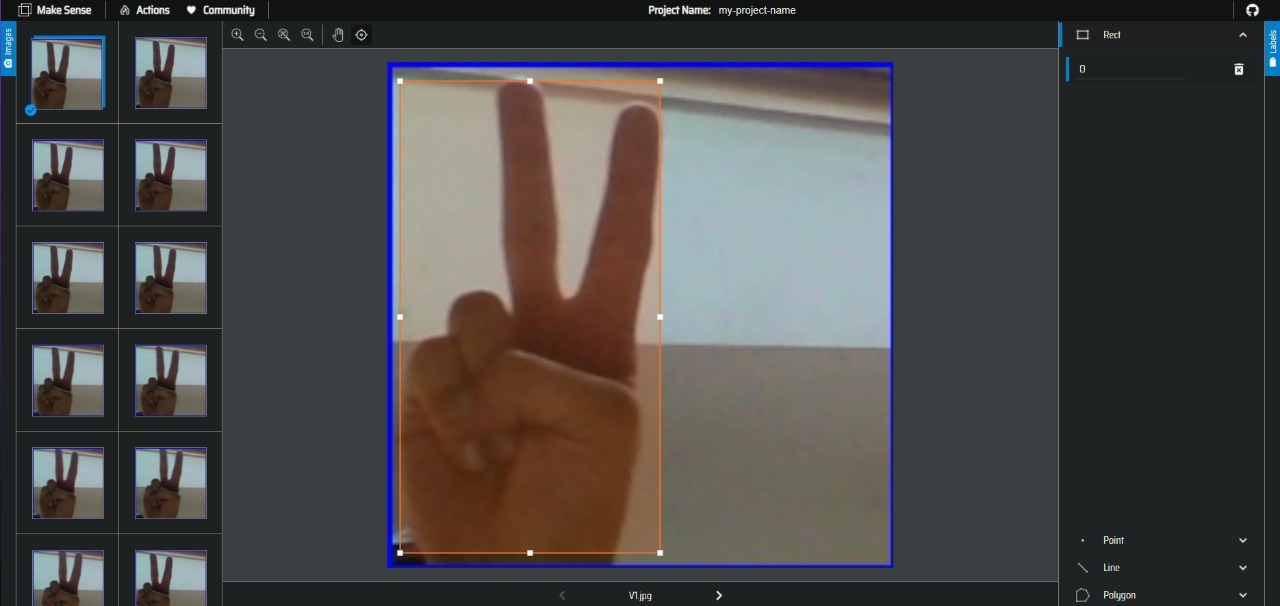 Make Sense Actions Community Project Name: my-project-name
Images
Labels
Rect
0
Point
Line
Polygon
V1.jpg